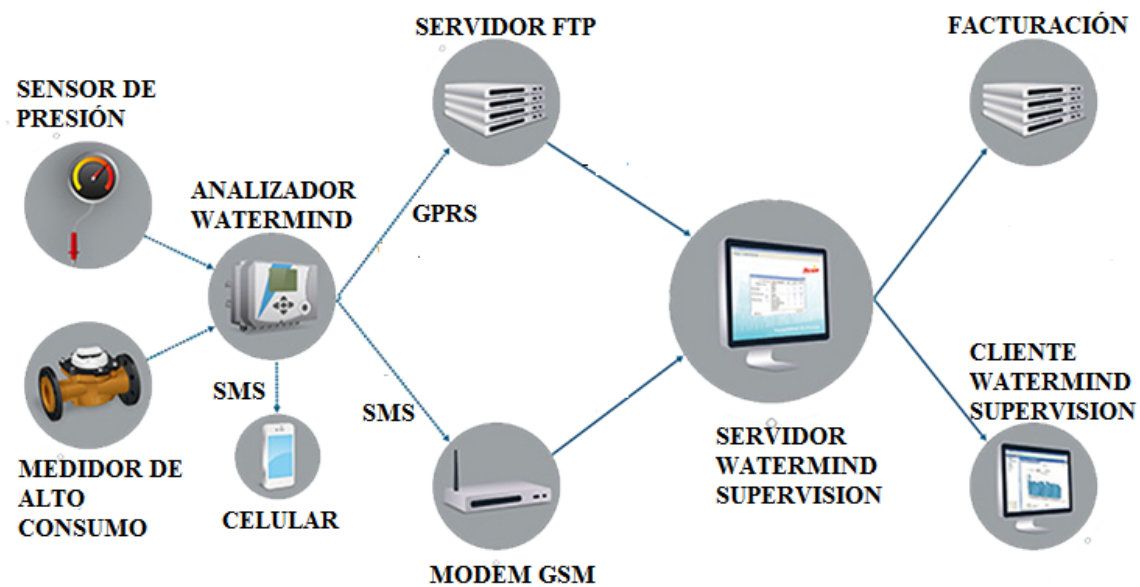 SERVIDOR FTP
FACTURACIÓN
SENSOR DE
PRESIÓN
ANALIZADOR
WATERMIND
GPRS
SMS
SMS
CELULAR
MEDIDOR DE
ALTO
CONSUMO
MODEM GSM
SERVIDOR
WATERMIND
SUPERVISION
CLIENTE
WATERMIND
SUPERVISION